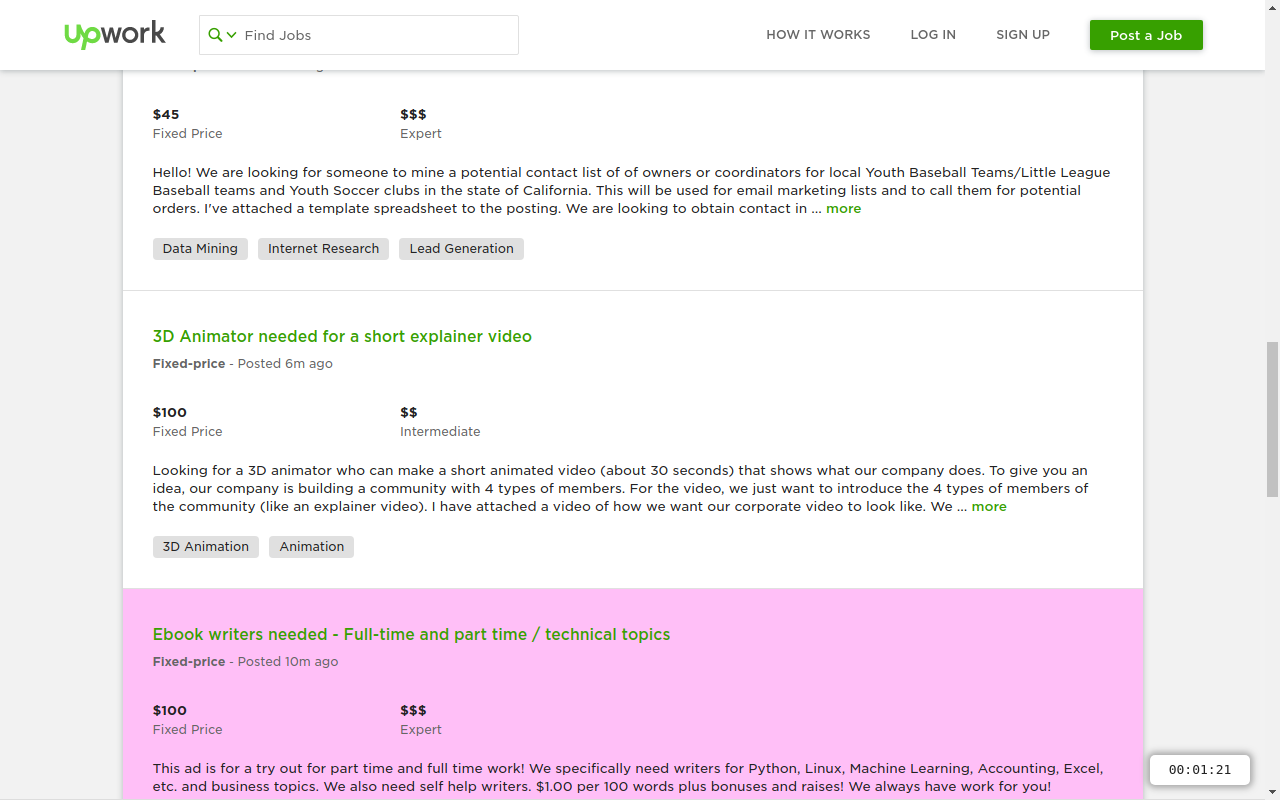 upwork
Find Jobs
HOW IT WORKS
LOG IN
SIGN UP
Post a Job
$45
$$$
Fixed Price
Expert
Hello! We are looking for someone to mine a potential contact list of of owners or coordinators for local Youth Baseball Teams/Little League
Baseball teams and Youth Soccer clubs in the state of California. This will be used for email marketing lists and to call them for potential
orders. I've attached a template spreadsheet to the posting. We are looking to obtain contact in ... more
Data Mining
Internet Research
Lead Generation
3D Animator needed for a short explainer video
Fixed-price - Posted 6m ago
$100
$$
Fixed Price
Intermediate
Looking for a 3D animator who can make a short animated video (about 30 seconds) that shows what our company does. To give you an
idea, our company is building a community with 4 types of members. For the video, we just want to introduce the 4 types of members of
the community (like an explainer video). I have attached a video of how we want our corporate video to look like. We ... more
3D Animation
Animation
Ebook writers needed - Full-time and part time / technical topics
Fixed-price - Posted 10m ago
$100
$$$
Fixed Price
Expert
This ad is for a try out for part time and full time work! We specifically need writers for Python, Linux, Machine Learning, Accounting, Excel,
etc. and business topics. We also need self help writers. $1.00 per 100 words plus bonuses and raises! We always have work for you!
00:01:21